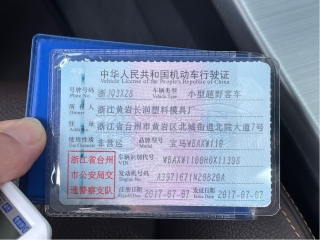 中华人民共和国机动车行驶证
Vehicle License of the People's Republic of China
号牌号码 浙JQ3X28 车辆类型 小型越野客车
Plate No. Vehicle Type
所有人 浙江黄岩长润塑料模具厂
Owner
住址 浙江省台州市黄岩区北城街道北院大道7号
Address
使用性质 非营运 品牌型号 宝马WBAXW110
Use Character Model
浙江省台州
市公安局交
通警察支队
车辆识别代号
VIN
发动机号码 A3971671N20B20A
Engine No.
注册日期 2017-07-07 发证日期 2017-07-07
Register Date Issue Date